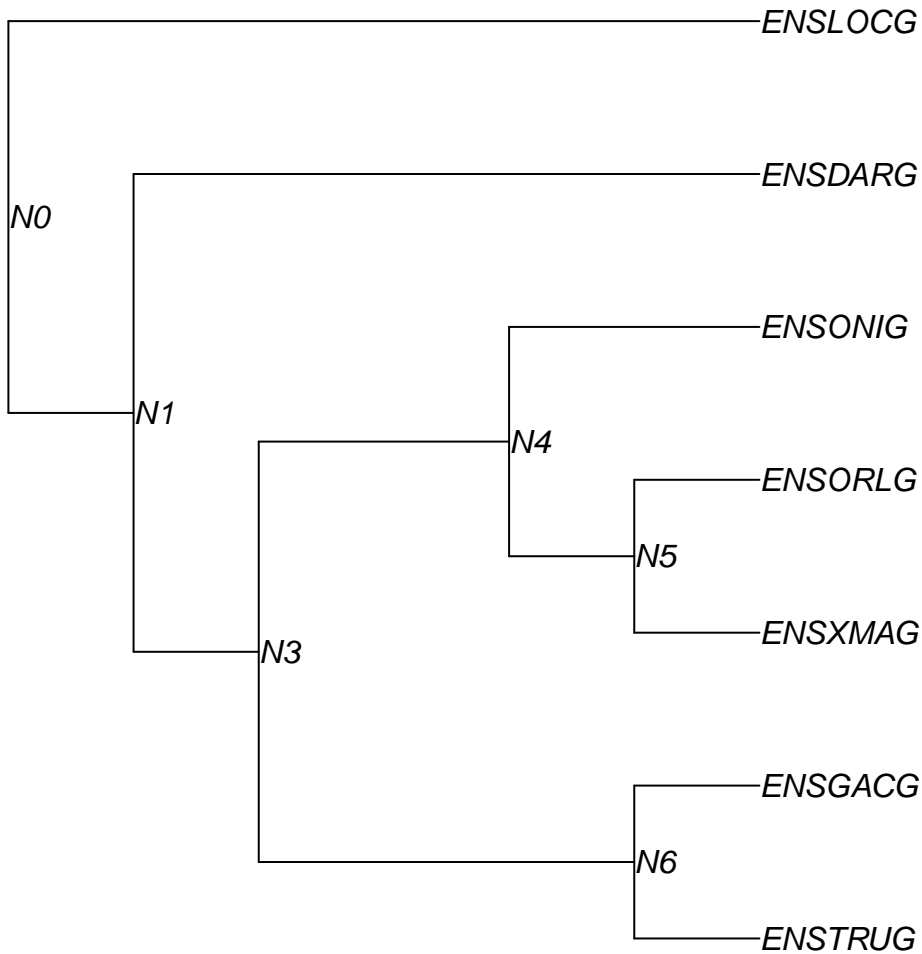 ENSLOCG
ENSDARG
N0
ENSONIG
N1
N4
ENSORLG
N5
ENSXMAG
N3
ENSGACG
N6
ENSTRUG